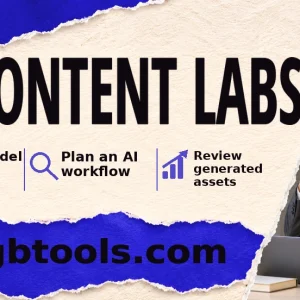 ONTENT LABS
del
Plan an AI
workflow
Review
generated
assets
gbtools.com